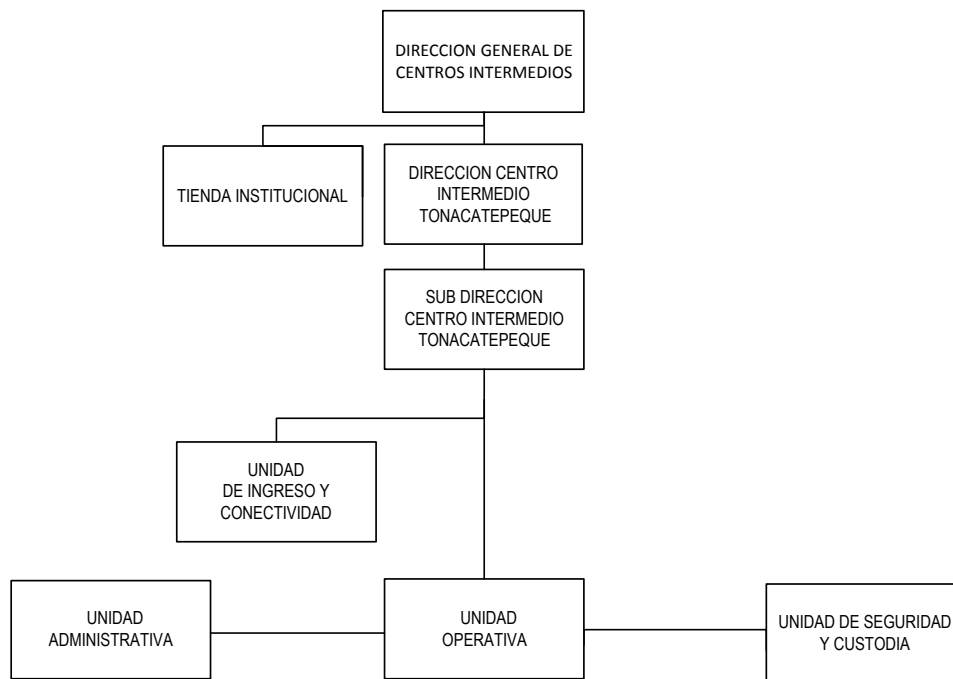 DIRECCION GENERAL DE
CENTROS INTERMEDIOS
TIENDA INSTITUCIONAL
DIRECCION CENTRO
INTERMEDIO
TONACATEPEQUE
SUB DIRECCION
CENTRO INTERMEDIO
TONACATEPEQUE
UNIDAD
DE INGRESO Y
CONECTIVIDAD
UNIDAD
ADMINISTRATIVA
UNIDAD
OPERATIVA
UNIDAD DE SEGURIDAD
Y CUSTODIA